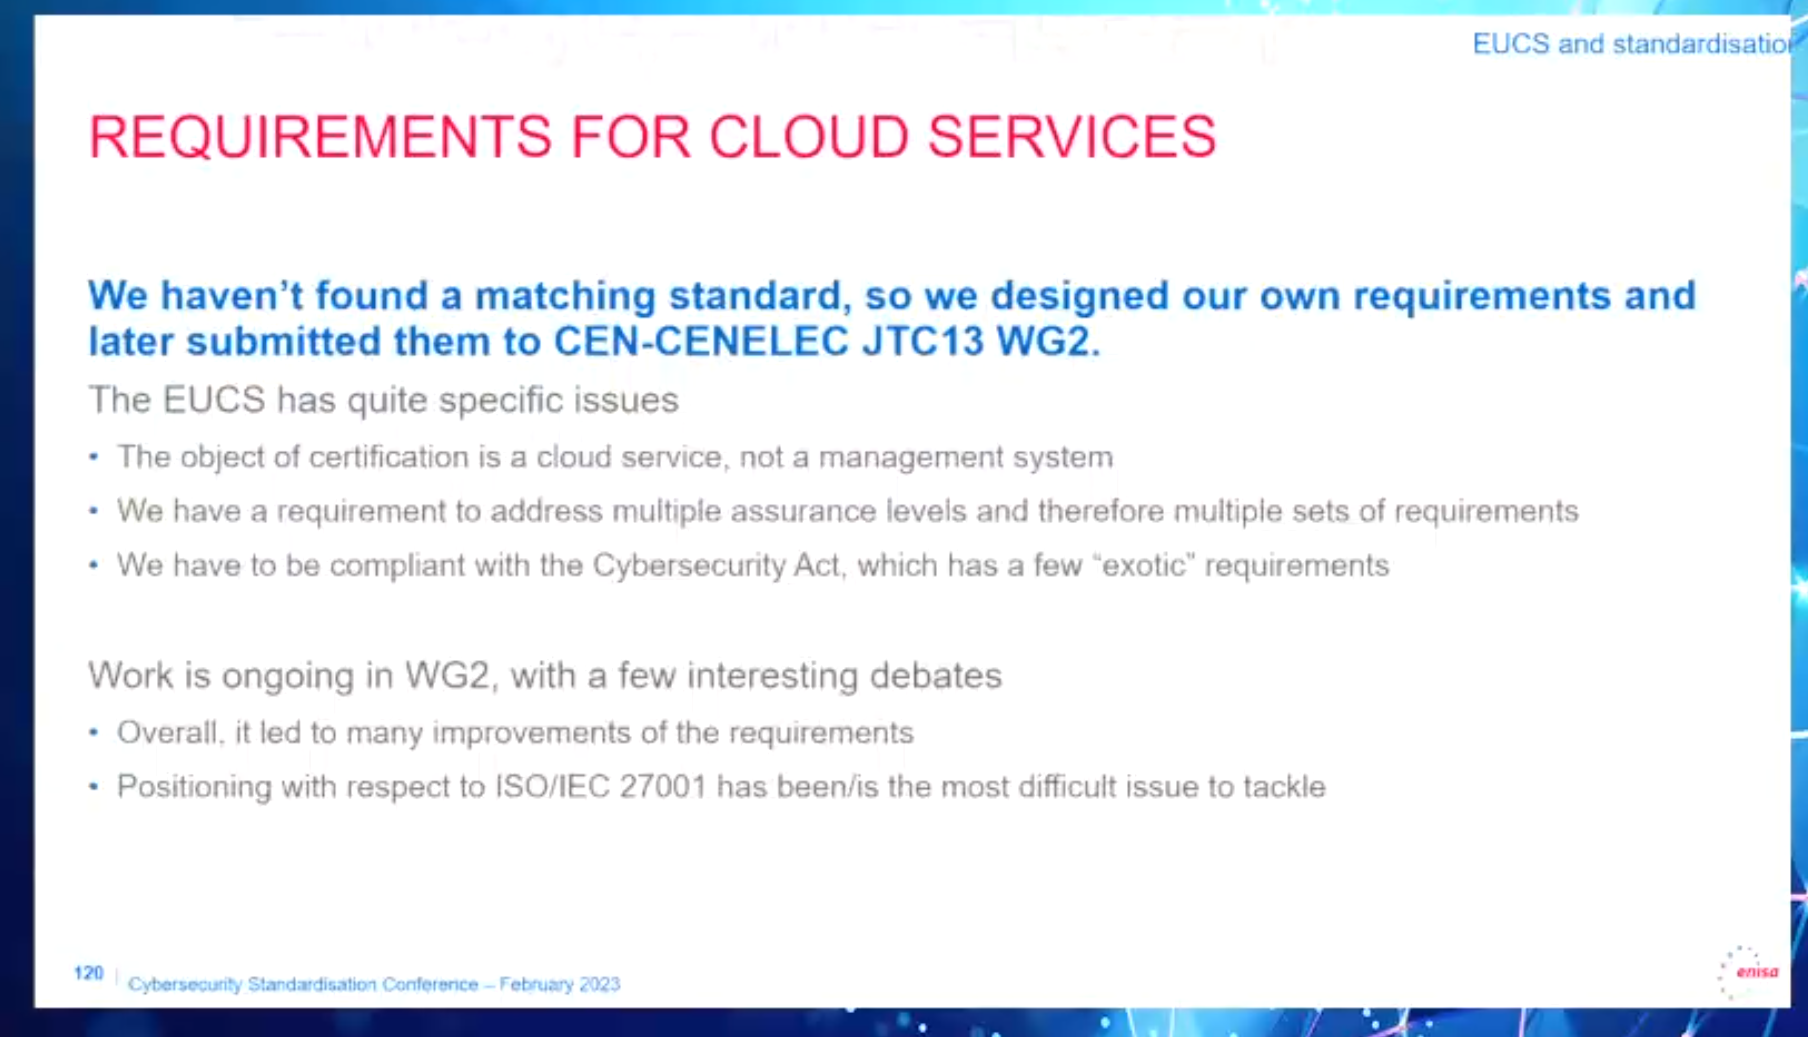 EUCS and standardisation
REQUIREMENTS FOR CLOUD SERVICES
We haven't found a matching standard, so we designed our own requirements and
later submitted them to CEN-CENELEC JTC13 WG2.
The EUCS has quite specific issues
• The object of certification is a cloud service, not a management system
• We have a requirement to address multiple assurance levels and therefore multiple sets of requirements
• We have to be compliant with the Cybersecurity Act, which has a few “exotic” requirements
Work is ongoing in WG2, with a few interesting debates
• Overall, it led to many improvements of the requirements
• Positioning with respect to ISO/IEC 27001 has been/is the most difficult issue to tackle
120
Cybersecurity Standardisation Conference – February 2023
enisa